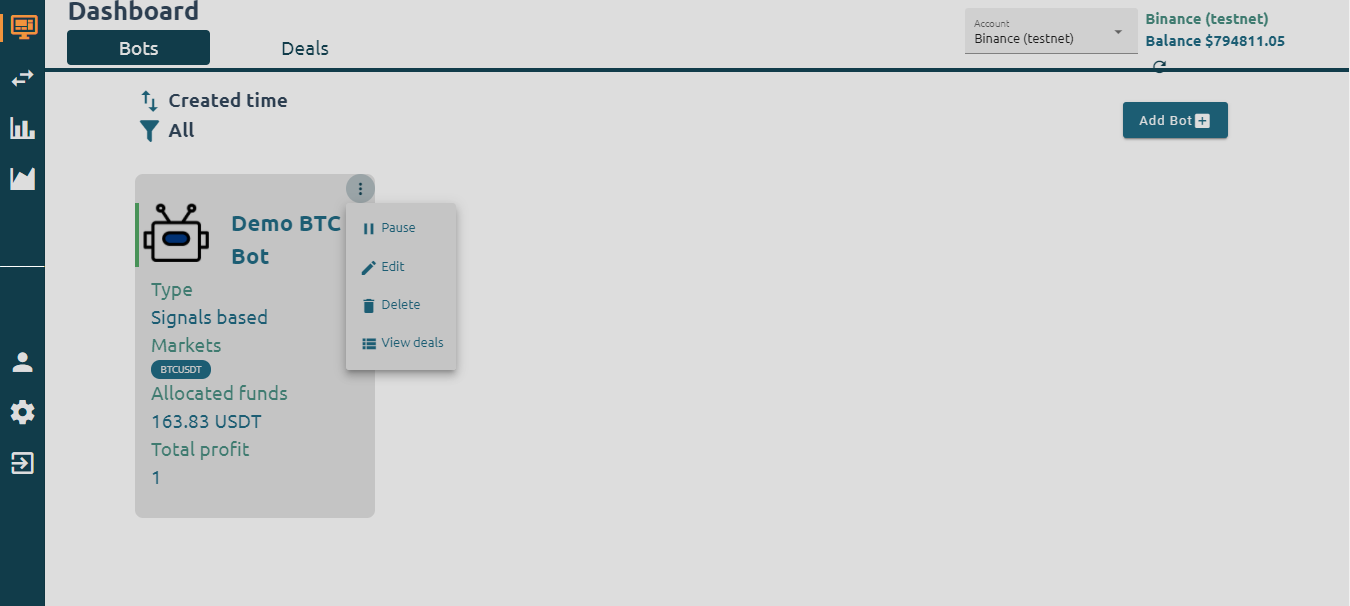 Dashboard
Bots
Deals
Account
Binance (testnet)
Binance (testnet)
Balance $794811.05
Created time
All
Add Bot
Demo BTC
Bot
Pause
Edit
Delete
View deals
Type
Signals based
Markets
BTCUSDT
Allocated funds
163.83 USDT
Total profit
1